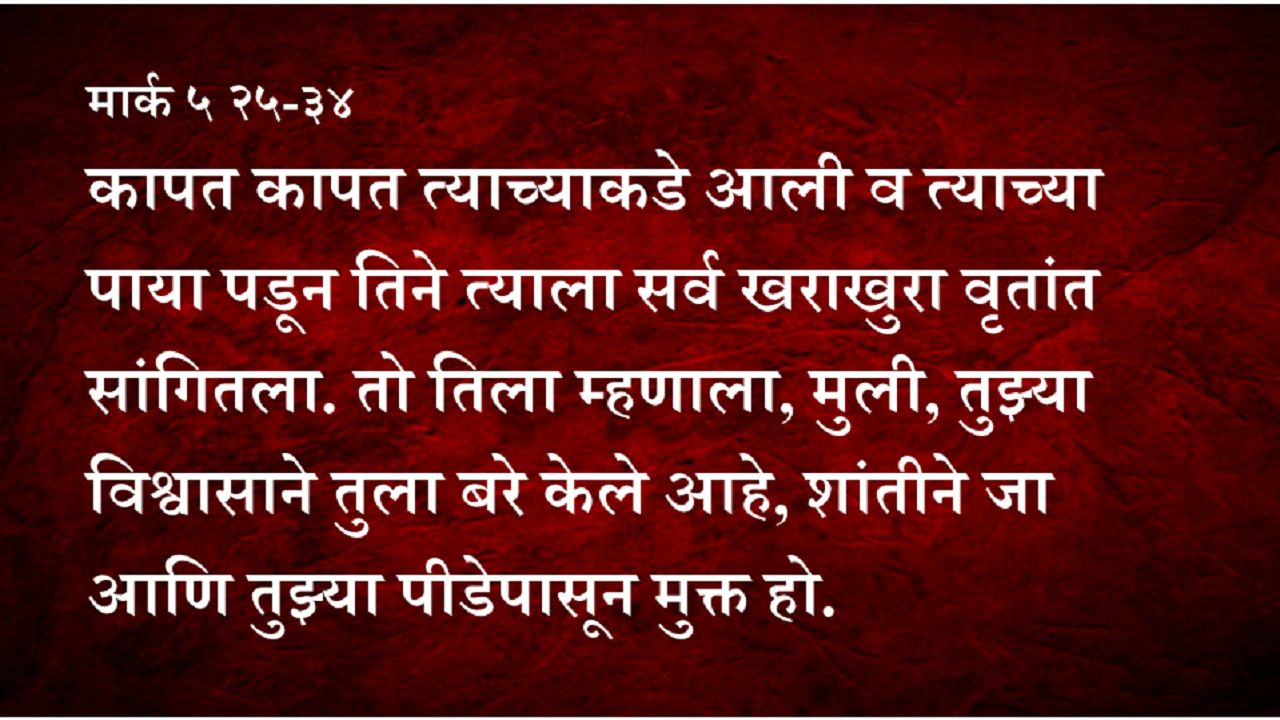 मार्क ५ २५-३४
कापत कापत त्याच्याकडे आली व त्याच्या
पाया पडून तिने त्याला सर्व खराखुरा वृतांत
सांगितला. तो तिला म्हणाला, मुली, तुझ्या
विश्वासाने तुला बरे केले आहे, शांतीने जा
आणि तुझ्या पीडेपासून मुक्त हो.